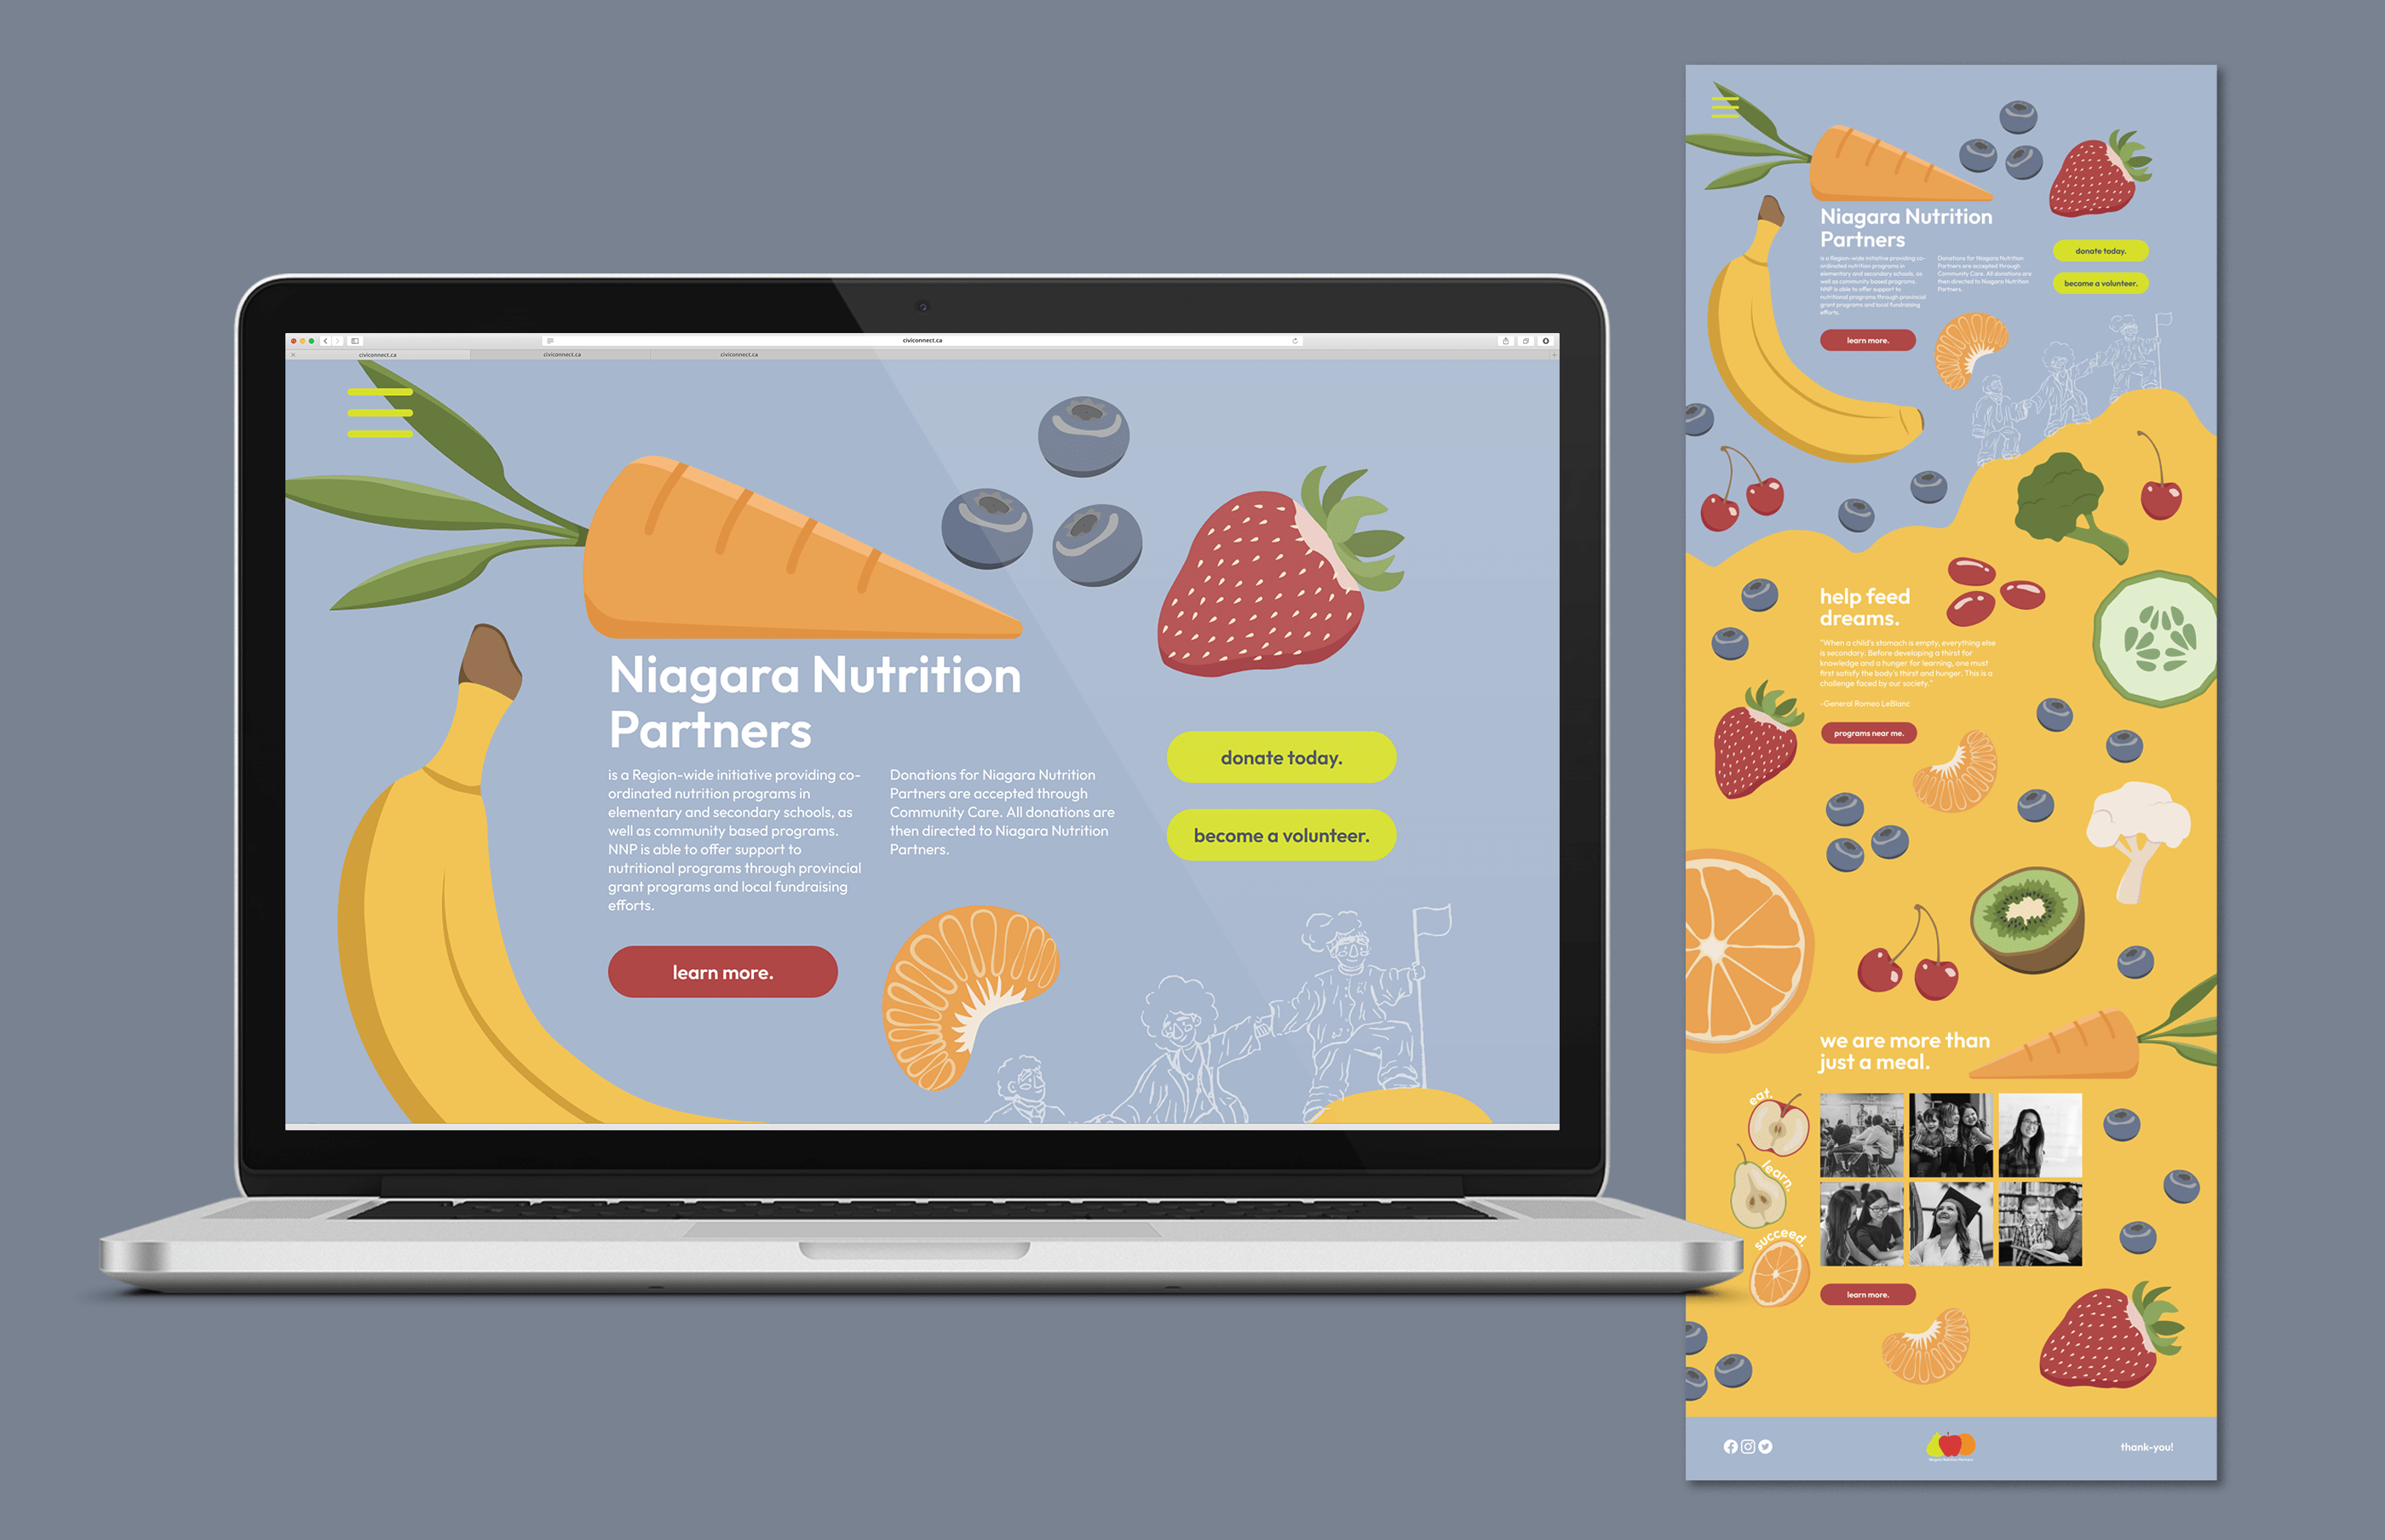 civiconnect.ca
civiconnect.ca
civiconnect.ca
civiconnect.ca
Niagara Nutrition
Partners
is a Region-wide initiative providing co-
ordinated nutrition programs in
elementary and secondary schools, as
well as community based programs.
NNP is able to offer support to
nutritional programs through provincial
grant programs and local fundraising
efforts.
Donations for Niagara Nutrition
Partners are accepted through
Community Care. All donations are
then directed to Niagara Nutrition
Partners.
donate today.
become a volunteer.
learn more.
Niagara Nutrition
Partners
is a Region-wide initiative providing co-
ordinated nutrition programs in
elementary and secondary schools, as
well as community based programs.
NNP is able to offer support to
nutritional programs through provincial
grant programs and local fundraising
efforts.
Donations for Niagara Nutrition
Partners are accepted through
Community Care. All donations are
then directed to Niagara Nutrition
Partners.
donate today.
become a volunteer.
learn more.
help feed
dreams.
"When a child's stomach is empty, everything else
is secondary. Before developing a thirst for
knowledge and a hunger for learning, one must
first satisfy the body's thirst and hunger. This is a
challenge faced by our society."
-General Romeo LeBlanc
programs near me.
we are more than
just a meal.
eat.
learn.
succeed.
learn more.
Niagara Nutrition Partners
thank-you!